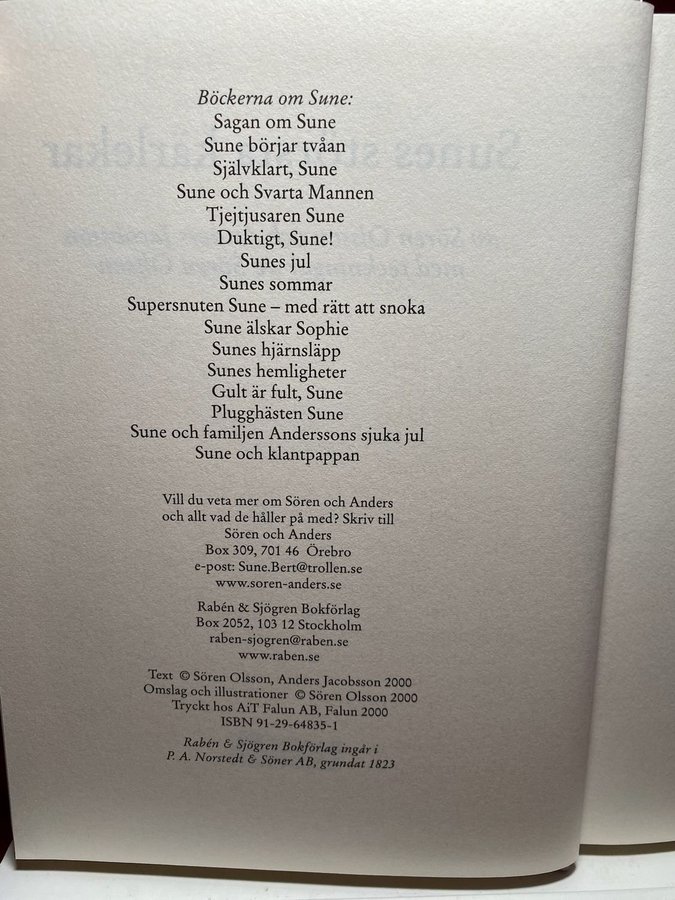 Böckerna om Sune:
Sagan om Sune
Sune börjar tvåan
Självklart, Sune
Sune och Svarta Mannen
Tjejtjusaren Sune
Duktigt, Sune!
Sunes jul
Sunes sommar
Supersnuten Sune – med rätt att snoka
Sune älskar Sophie
Sunes hjärnsläpp
Sunes hemligheter
Gult är fult, Sune
Plugghästen Sune
Sune och familjen Anderssons sjuka jul
Sune och klantpappan
Vill du veta mer om Sören och Anders
och allt vad de håller på med? Skriv till
Sören och Anders
Box 309, 701 46 Örebro
e-post: Sune.Bert@trollen.se
www.soren-anders.se
Rabén & Sjögren Bokförlag
Box 2052, 103 12 Stockholm
raben-sjogren@raben.se
www.raben.se
Text © Sören Olsson, Anders Jacobsson 2000
Omslag och illustrationer © Sören Olsson 2000
Tryckt hos AiT Falun AB, Falun 2000
ISBN 91-29-64835-1
Rabén & Sjögren Bokförlag ingår i
P. A. Norstedt & Söner AB, grundat 1823